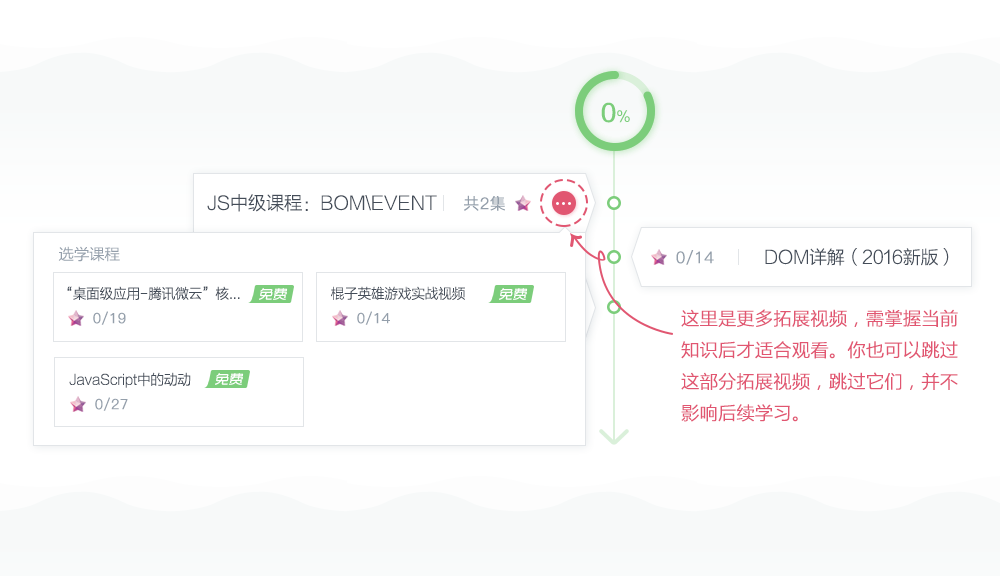 0%
JS中级课程：BOM\EVENT 共2集
0/14 DOM详解（2016新版）
选学课程
“桌面级应用-腾讯微云”核... 免费
0/19
棍子英雄游戏实战视频 免费
0/14
JavaScript中的动动 免费
0/27
这里是更多拓展视频，需掌握当前
知识后才适合观看。你也可以跳过
这部分拓展视频，跳过它们，并不
影响后续学习。